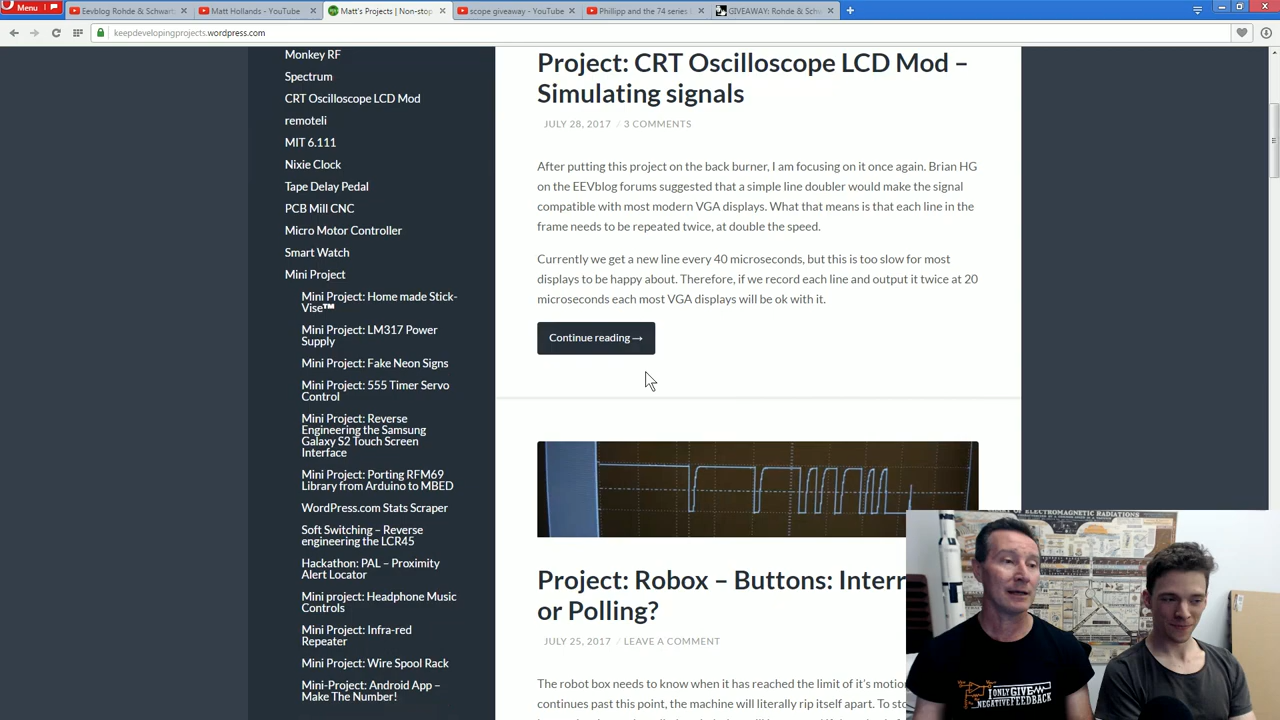 Menu
Eevblog Rohde & Schwar
Matt Hollands - YouTube
Matt's Projects | Non-stop
scope giveaway - YouTube
Phillipp and the 74 series l
GIVEAWAY: Rohde & Schw
keepdevelopingprojects.wordpress.com
Monkey RF
Spectrum
CRT Oscilloscope LCD Mod
remoteli
MIT 6.111
Nixie Clock
Tape Delay Pedal
PCB Mill CNC
Micro Motor Controller
Smart Watch
Mini Project
Mini Project: Home made Stick-
Vise™
Mini Project: LM317 Power
Supply
Mini Project: Fake Neon Signs
Mini Project: 555 Timer Servo
Control
Mini Project: Reverse
Engineering the Samsung
Galaxy S2 Touch Screen
Interface
Mini Project: Porting RFM69
Library from Arduino to MBED
WordPress.com Stats Scraper
Soft Switching – Reverse
engineering the LCR45
Hackathon: PAL – Proximity
Alert Locator
Mini project: Headphone Music
Controls
Mini Project: Infra-red
Repeater
Mini Project: Wire Spool Rack
Mini-Project: Android App –
Make The Number!
Project: CRT Oscilloscope LCD Mod –
Simulating signals
JULY 28, 2017 / 3 COMMENTS
After putting this project on the back burner, I am focusing on it once again. Brian HG
on the EEVblog forums suggested that a simple line doubler would make the signal
compatible with most modern VGA displays. What that means is that each line in the
frame needs to be repeated twice, at double the speed.
Currently we get a new line every 40 microseconds, but this is too slow for most
displays to be happy about. Therefore, if we record each line and output it twice at 20
microseconds each most VGA displays will be ok with it.
Continue reading →
Project: Robox – Buttons: Interr
or Polling?
JULY 25, 2017 / LEAVE A COMMENT
The robot box needs to know when it has reached the limit of it's motio
continues past this point, the machine will literally rip itself apart. To sto
OF ELECTROMAGNETIC RADIATIONS
I ONLY GIVE
NEGATIVE FEEDBACK